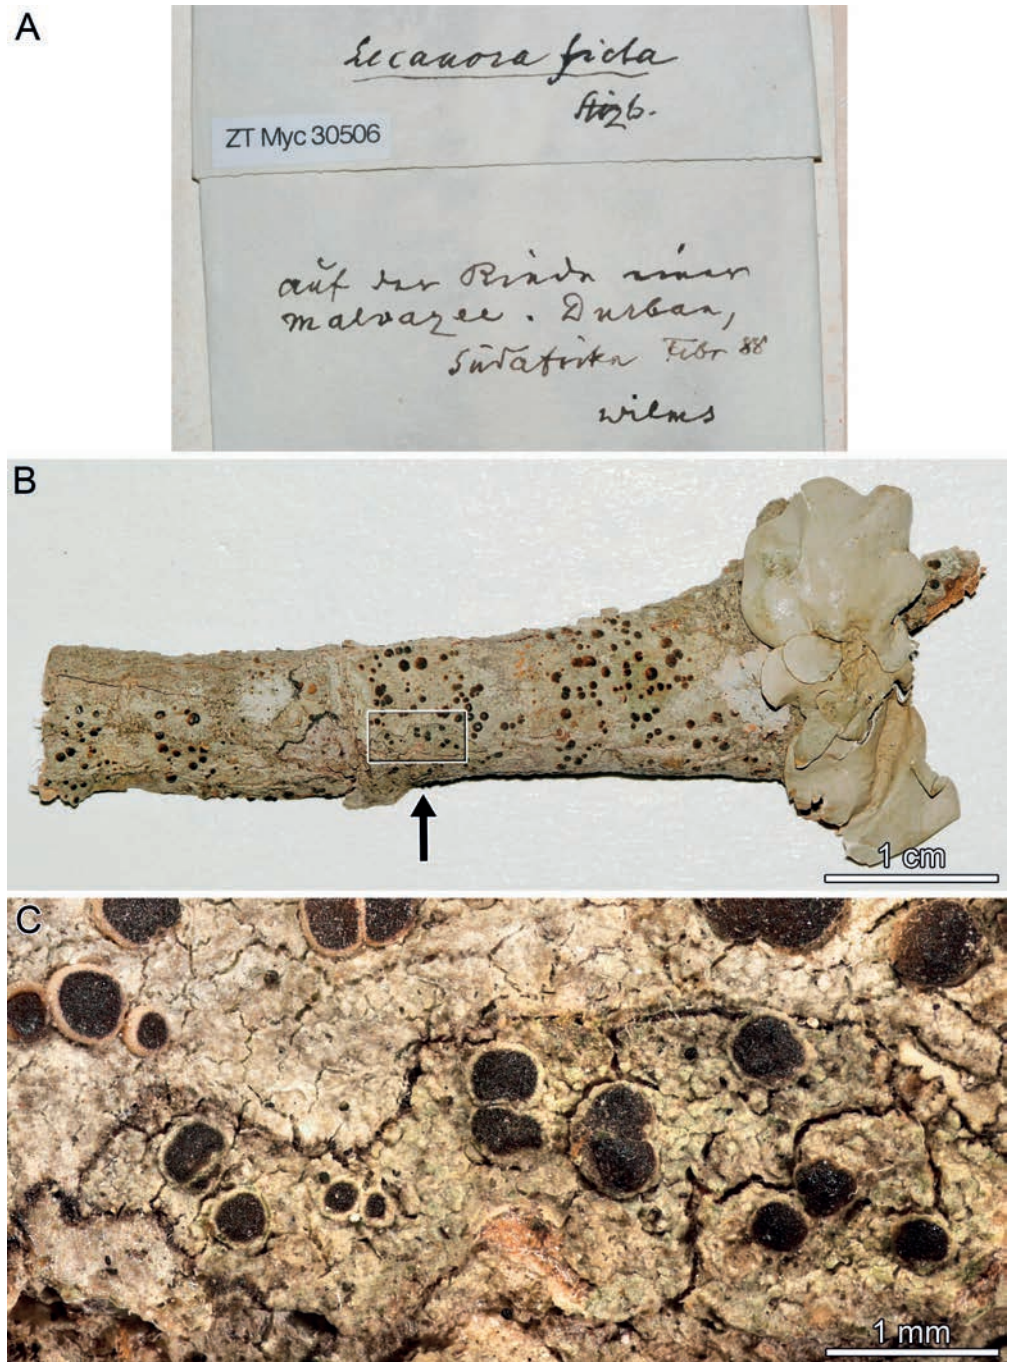 A
Lecanora ficta
Stizb.
ZT Myc 30506
auf der Rinde einer
Malvazee. Durban,
Südafrika Febr 88
Wilms
B
1 cm
C
1 mm